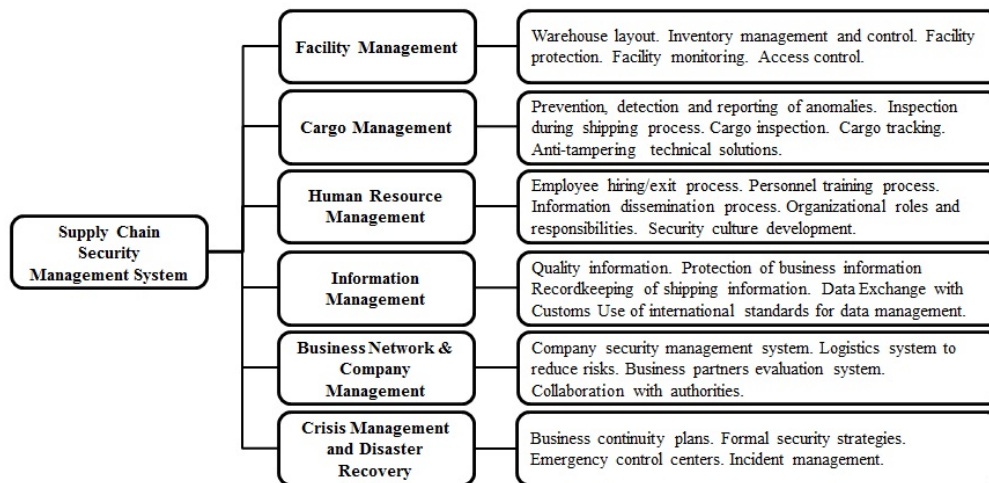 Supply Chain
Security
Management System
Facility Management
Warehouse layout. Inventory management and control. Facility
protection. Facility monitoring. Access control.
Cargo Management
Prevention, detection and reporting of anomalies. Inspection
during shipping process. Cargo inspection. Cargo tracking.
Anti-tampering technical solutions.
Human Resource
Management
Employee hiring/exit process. Personnel training process.
Information dissemination process. Organizational roles and
responsibilities. Security culture development.
Information
Management
Quality information. Protection of business information
Recordkeeping of shipping information. Data Exchange with
Customs Use of international standards for data management.
Business Network &
Company
Management
Company security management system. Logistics system to
reduce risks. Business partners evaluation system.
Collaboration with authorities.
Crisis Management
and Disaster
Recovery
Business continuity plans. Formal security strategies.
Emergency control centers. Incident management.